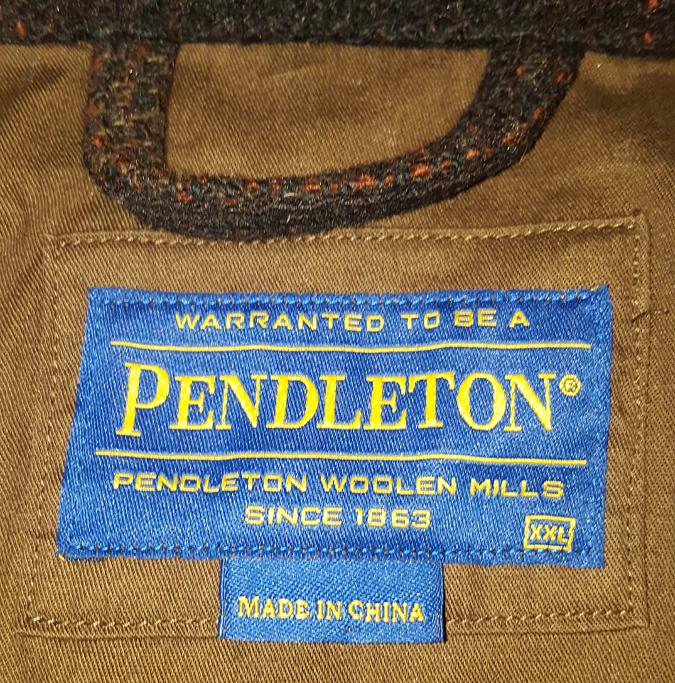 WARRANTED TO BE A
PENDLETON®
PENDLETON WOOLEN MILLS
SINCE 1863
XXL
MADE IN CHINA